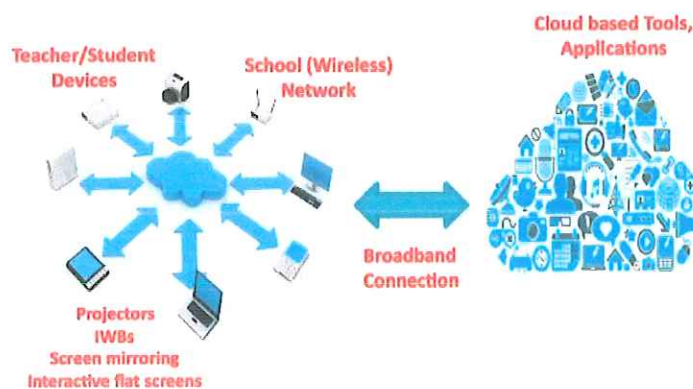 Cloud based Tools,
Applications
Teacher/Student
Devices
School (Wireless)
Network
Broadband
Connection
Projectors
IWBs
Screen mirroring
Interactive flat screens